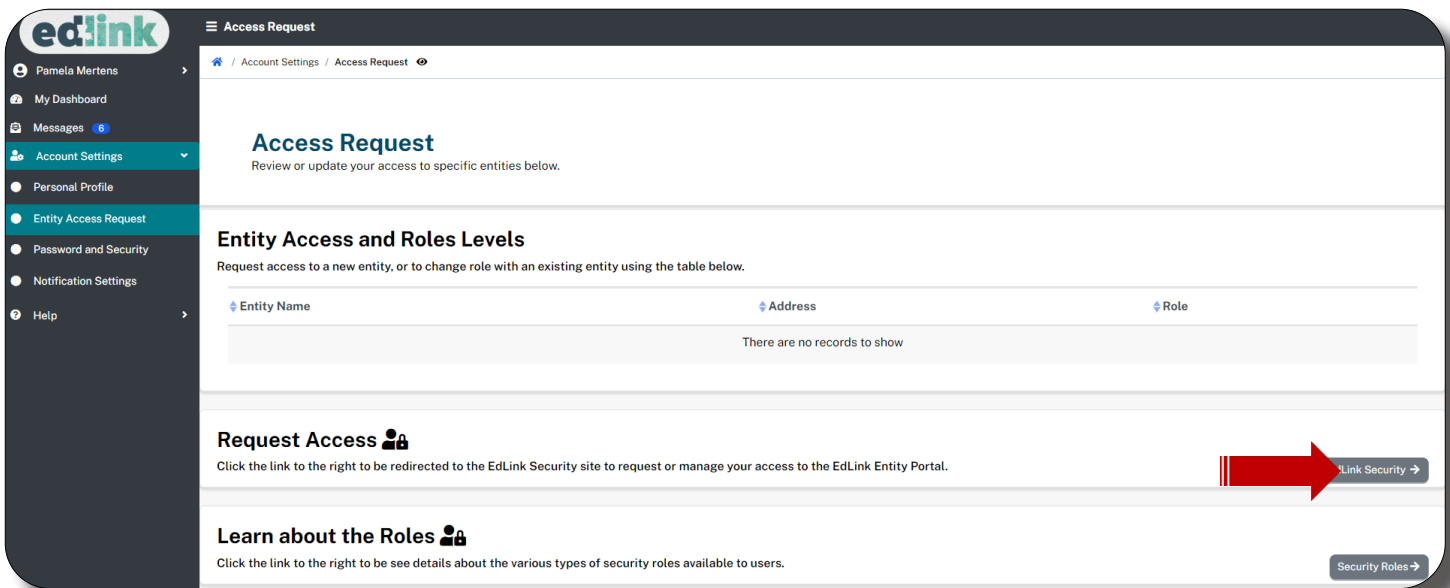 edlink
Access Request
Pamela Mertens
My Dashboard
Messages 6
Account Settings
Personal Profile
Entity Access Request
Password and Security
Notification Settings
Help
/ Account Settings / Access Request
Access Request
Review or update your access to specific entities below.
Entity Access and Roles Levels
Request access to a new entity, or to change role with an existing entity using the table below.
Entity Name Address Role
There are no records to show
Request Access
Click the link to the right to be redirected to the EdLink Security site to request or manage your access to the EdLink Entity Portal.
Link Security
Learn about the Roles
Click the link to the right to be see details about the various types of security roles available to users.
Security Roles